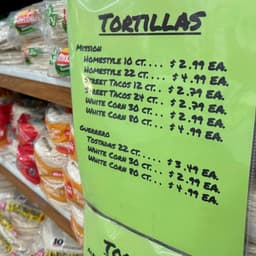 Tortillas
Mission
Homestyle 10 ct.... $2.99 ea.
Homestyle 22 ct.... $4.99 ea.
Street Tacos 12 ct... $2.79 ea.
Street Tacos 24 ct.. $2.79 ea.
White Corn 30 ct... $2.99 ea.
White Corn 80 ct... $4.99 ea.
Guerrero
Tostadas 22 ct..... $3.49 ea.
White Corn 30 ct... $2.99 ea.
White Corn 80 ct... $4.99 ea.
To
10